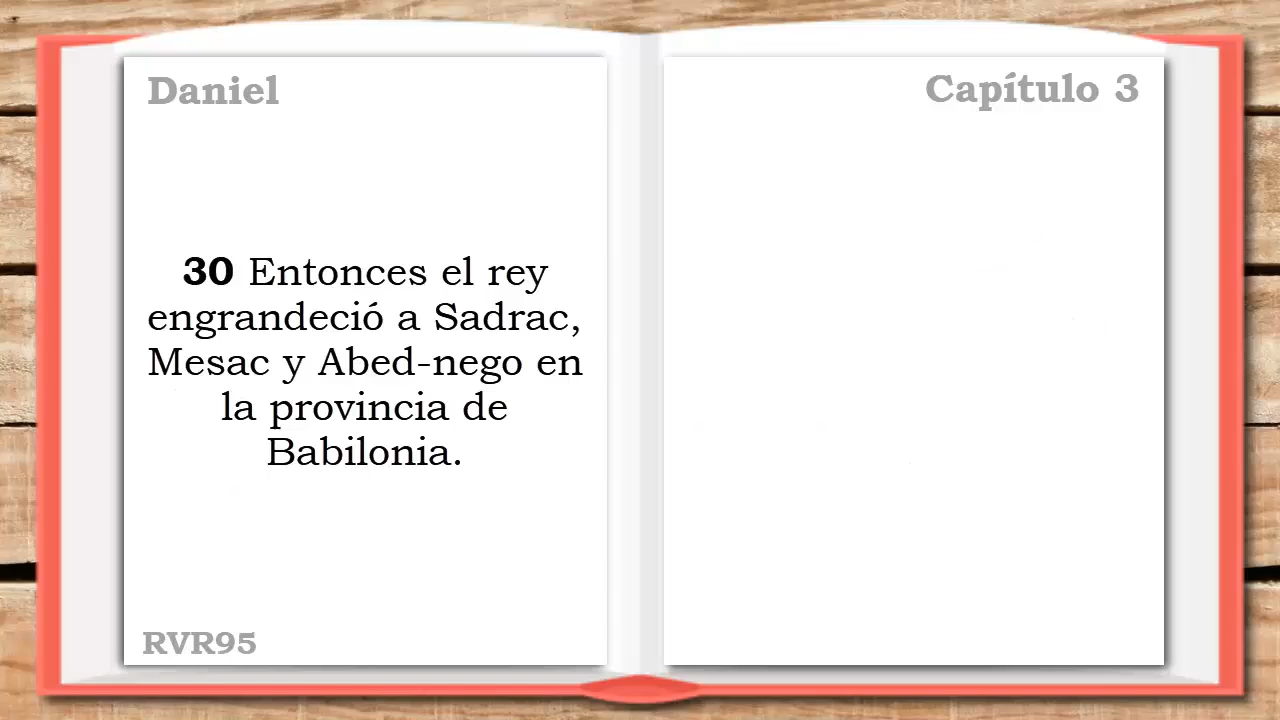 Daniel
30 Entonces el rey
engrandeció a Sadrac,
Mesac y Abed-nego en
la provincia de
Babilonia.
RVR95
Capítulo 3